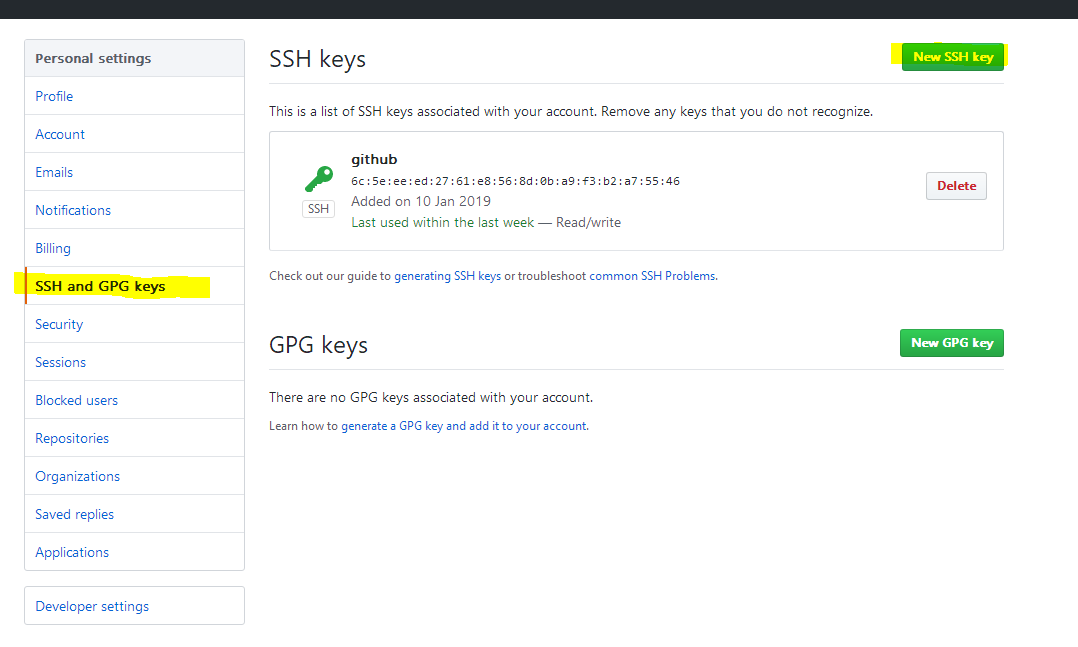 Personal settings
Profile
Account
Emails
Notifications
Billing
SSH and GPG keys
Security
Sessions
Blocked users
Repositories
Organizations
Saved replies
Applications
Developer settings
SSH keys
New SSH key
This is a list of SSH keys associated with your account. Remove any keys that you do not recognize.
github
6c:5e:ee:ed:27:61:e8:56:8d:0b:a9:f3:b2:a7:55:46
SSH
Added on 10 Jan 2019
Last used within the last week — Read/write
Delete
Check out our guide to generating SSH keys or troubleshoot common SSH Problems.
GPG keys
New GPG key
There are no GPG keys associated with your account.
Learn how to generate a GPG key and add it to your account.